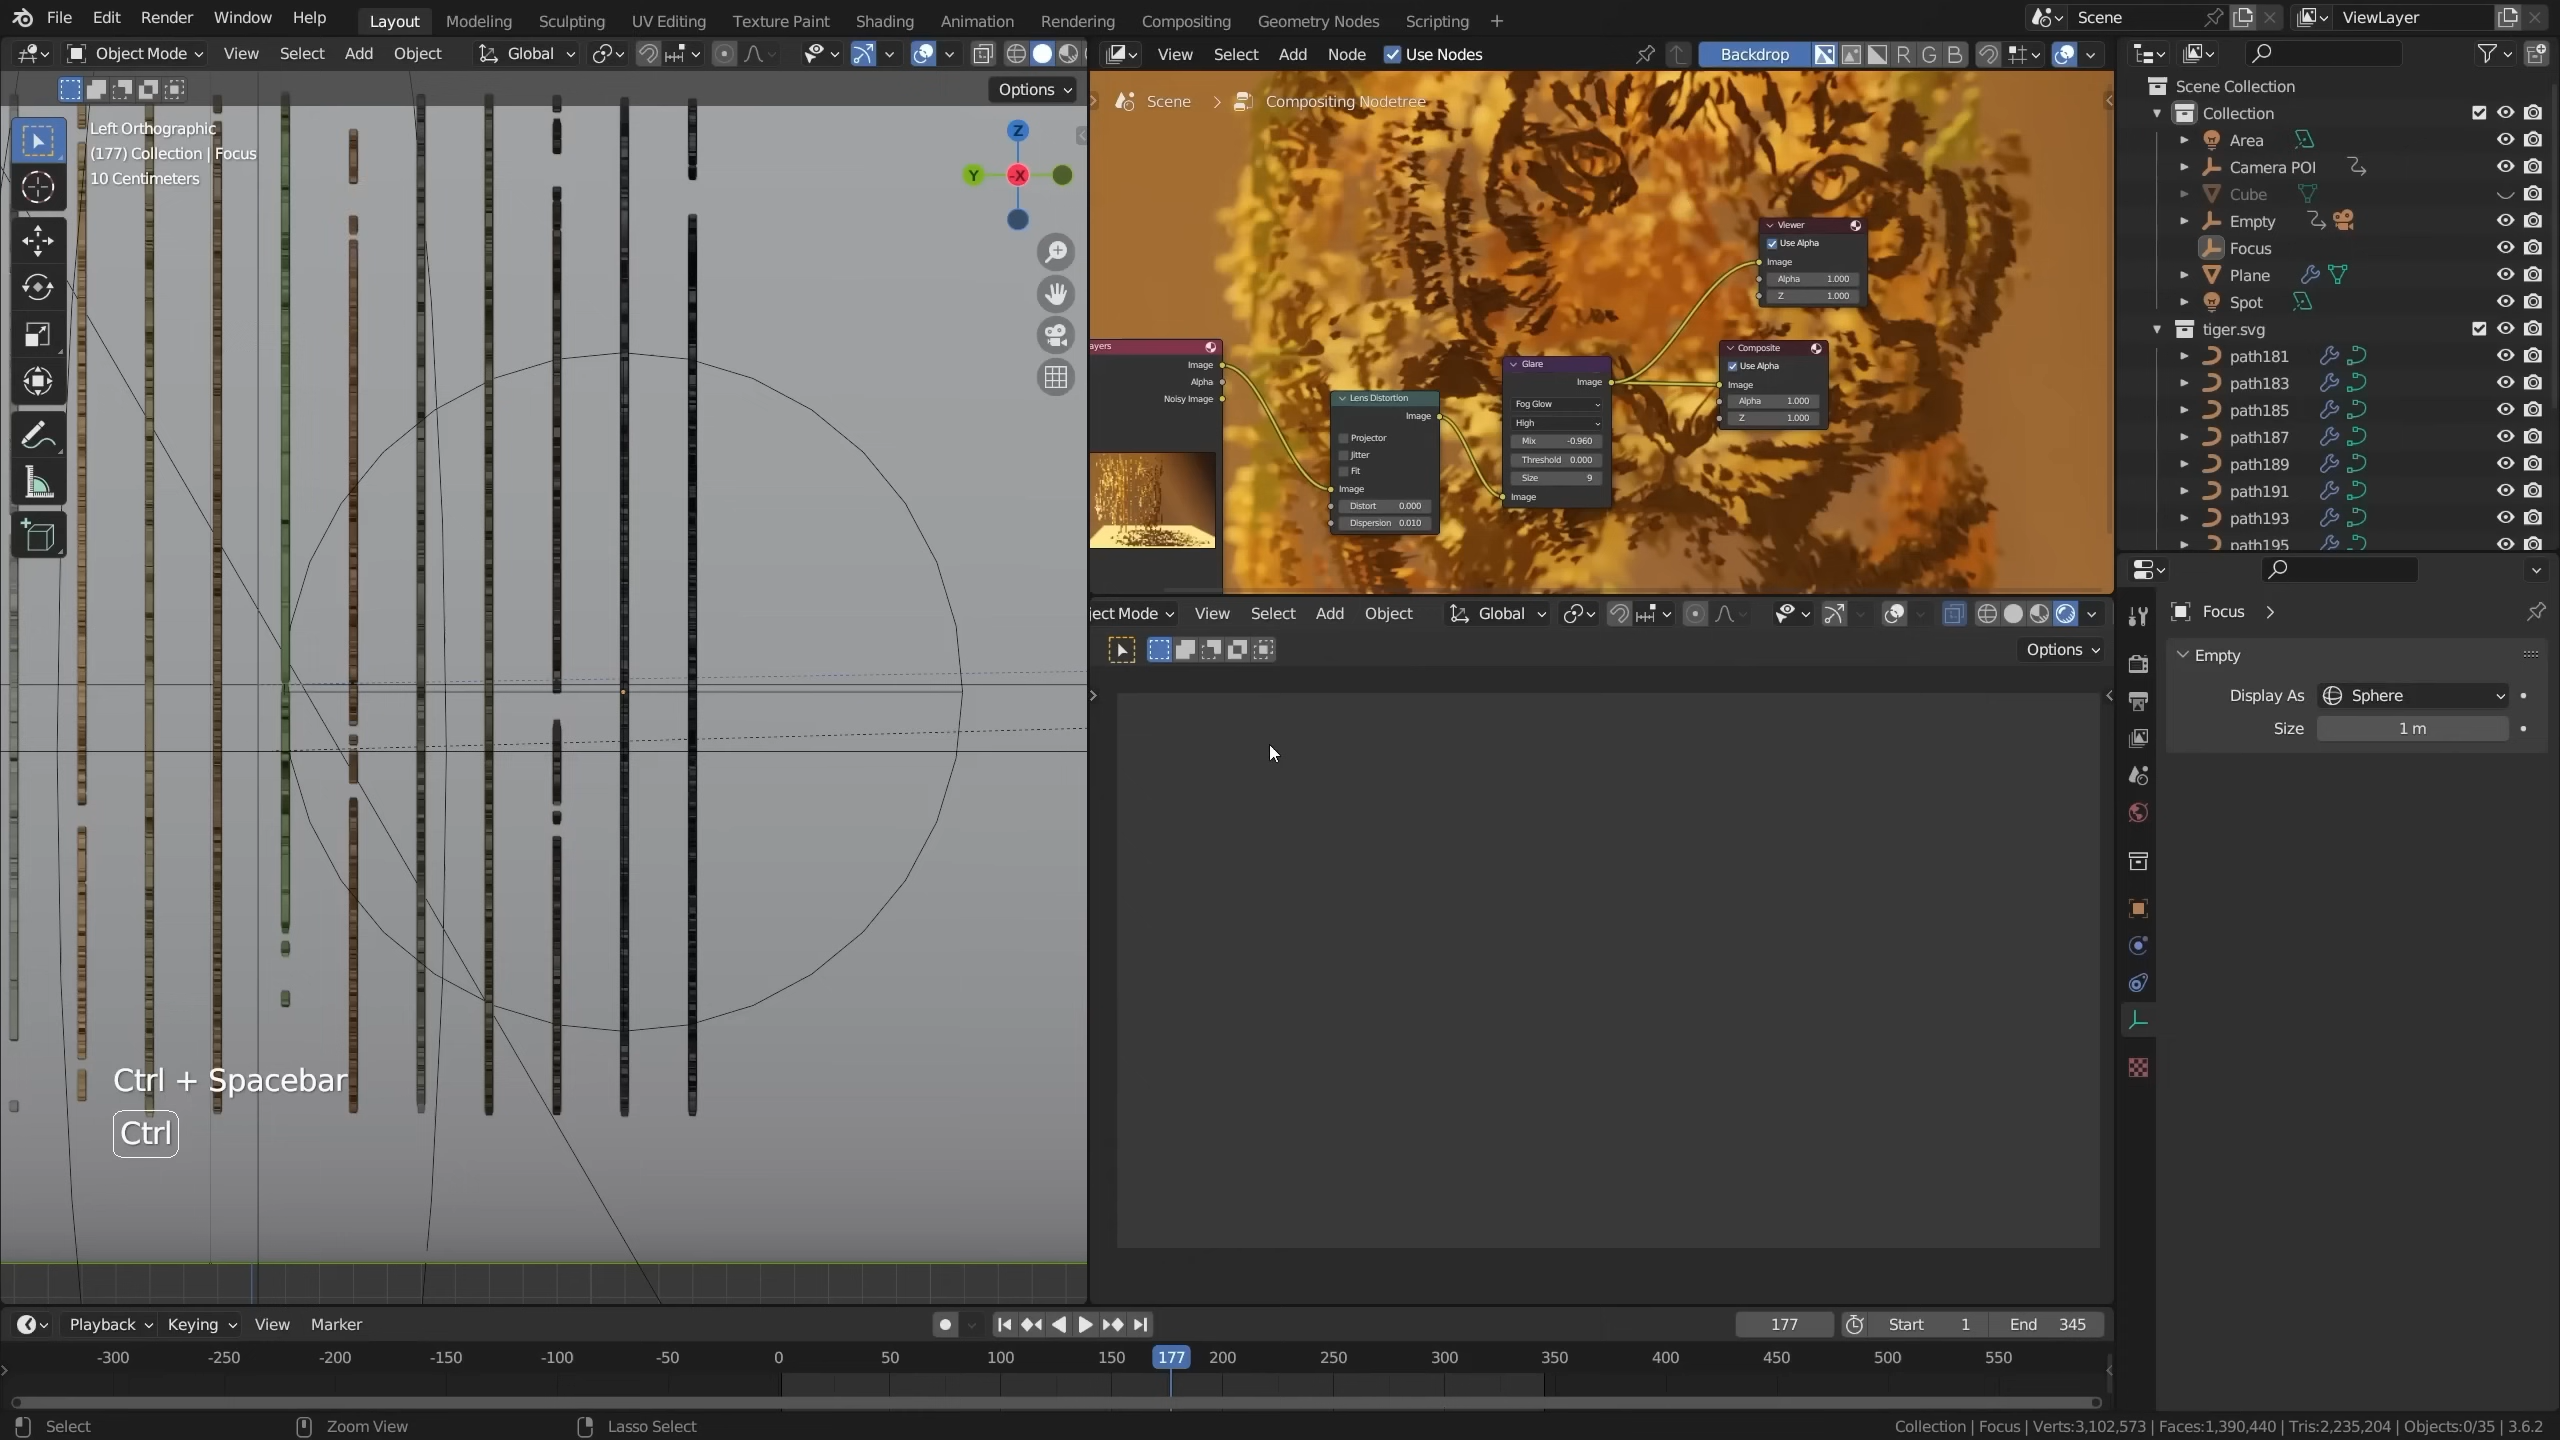 File Edit Render Window Help Layout Modeling Sculpting UV Editing Texture Paint Shading Animation Rendering Compositing Geometry Nodes Scripting + Scene ViewLayer
Object Mode View Select Add Object Global
View Select Add Node Use Nodes Backdrop R G B
Options
Left Orthographic
(177) Collection | Focus
10 Centimeters
Z
Y
-X
Scene > Compositing Nodetree
ayers
Image
Alpha
Noisy Image
Lens Distortion
Image
Projector
Jitter
Fit
Image
Distort 0.000
Dispersion 0.010
Glare
Image
Fog Glow
High
Mix -0.960
Threshold 0.000
Size 9
Image
Viewer
Use Alpha
Image
Alpha 1.000
Z 1.000
Composite
Use Alpha
Image
Alpha 1.000
Z 1.000
Scene Collection
Collection
Area
Camera POI
Cube
Empty
Focus
Plane
Spot
tiger.svg
path181
path183
path185
path187
path189
path191
path193
path195
ject Mode View Select Add Object Global
Options
Focus >
Empty
Display As Sphere
Size 1 m
Ctrl + Spacebar
Ctrl
Playback Keying View Marker 177 Start 1 End 345
-300 -250 -200 -150 -100 -50 0 50 100 150 177 200 250 300 350 400 450 500 550
Select Zoom View Lasso Select Collection | Focus | Verts:3,102,573 | Faces:1,390,440 | Tris:2,235,204 | Objects:0/35 | 3.6.2